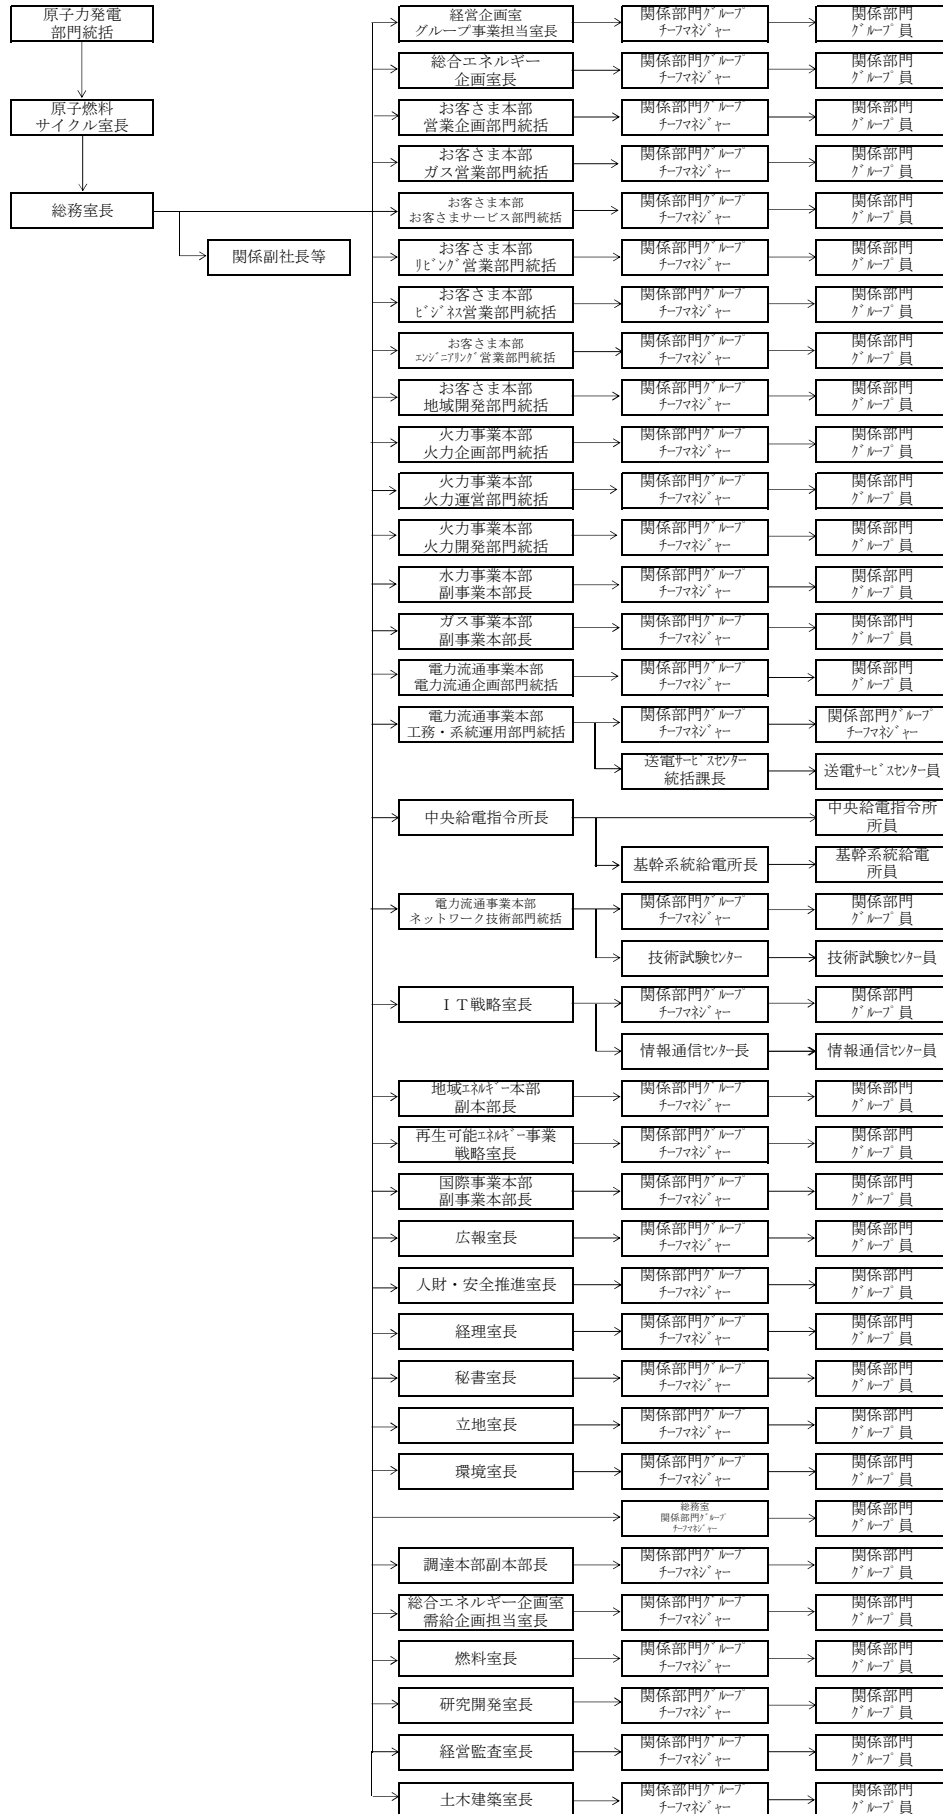 原子力発電
部門統括
原子燃料
サイクル室長
総務室長
関係副社長等
経営企画室
グループ事業担当室長
関係部門グループ
チーフマネジャー
関係部門
グループ員
総合エネルギー
企画室長
関係部門グループ
チーフマネジャー
関係部門
グループ員
お客さま本部
営業企画部門統括
関係部門グループ
チーフマネジャー
関係部門
グループ員
お客さま本部
ガス営業部門統括
関係部門グループ
チーフマネジャー
関係部門
グループ員
お客さま本部
お客さまサービス部門統括
関係部門グループ
チーフマネジャー
関係部門
グループ員
お客さま本部
リビング営業部門統括
関係部門グループ
チーフマネジャー
関係部門
グループ員
お客さま本部
ビジネス営業部門統括
関係部門グループ
チーフマネジャー
関係部門
グループ員
お客さま本部
エンジニアリング営業部門統括
関係部門グループ
チーフマネジャー
関係部門
グループ員
お客さま本部
地域開発部門統括
関係部門グループ
チーフマネジャー
関係部門
グループ員
火力事業本部
火力企画部門統括
関係部門グループ
チーフマネジャー
関係部門
グループ員
火力事業本部
火力運営部門統括
関係部門グループ
チーフマネジャー
関係部門
グループ員
火力事業本部
火力開発部門統括
関係部門グループ
チーフマネジャー
関係部門
グループ員
水力事業本部
副事業本部長
関係部門グループ
チーフマネジャー
関係部門
グループ員
ガス事業本部
副事業本部長
関係部門グループ
チーフマネジャー
関係部門
グループ員
電力流通事業本部
電力流通企画部門統括
関係部門グループ
チーフマネジャー
関係部門
グループ員
電力流通事業本部
工務・系統運用部門統括
関係部門グループ
チーフマネジャー
関係部門グループ
チーフマネジャー
送電サービスセンター
統括課長
送電サービスセンター員
中央給電指令所長
中央給電指令所
所員
基幹系統給電所長
基幹系統給電
所員
電力流通事業本部
ネットワーク技術部門統括
関係部門グループ
チーフマネジャー
関係部門
グループ員
技術試験センター
技術試験センター員
ＩＴ戦略室長
関係部門グループ
チーフマネジャー
関係部門
グループ員
情報通信センター長
情報通信センター員
地域エネルギー本部
副本部長
関係部門グループ
チーフマネジャー
関係部門
グループ員
再生可能エネルギー事業
戦略室長
関係部門グループ
チーフマネジャー
関係部門
グループ員
国際事業本部
副事業本部長
関係部門グループ
チーフマネジャー
関係部門
グループ員
広報室長
関係部門グループ
チーフマネジャー
関係部門
グループ員
人財・安全推進室長
関係部門グループ
チーフマネジャー
関係部門
グループ員
経理室長
関係部門グループ
チーフマネジャー
関係部門
グループ員
秘書室長
関係部門グループ
チーフマネジャー
関係部門
グループ員
立地室長
関係部門グループ
チーフマネジャー
関係部門
グループ員
環境室長
関係部門グループ
チーフマネジャー
関係部門
グループ員
総務室
関係部門グループ
チーフマネジャー
関係部門
グループ員
調達本部副本部長
関係部門グループ
チーフマネジャー
関係部門
グループ員
総合エネルギー企画室
需給企画担当室長
関係部門グループ
チーフマネジャー
関係部門
グループ員
燃料室長
関係部門グループ
チーフマネジャー
関係部門
グループ員
研究開発室長
関係部門グループ
チーフマネジャー
関係部門
グループ員
経営監査室長
関係部門グループ
チーフマネジャー
関係部門
グループ員
土木建築室長
関係部門グループ
チーフマネジャー
関係部門
グループ員